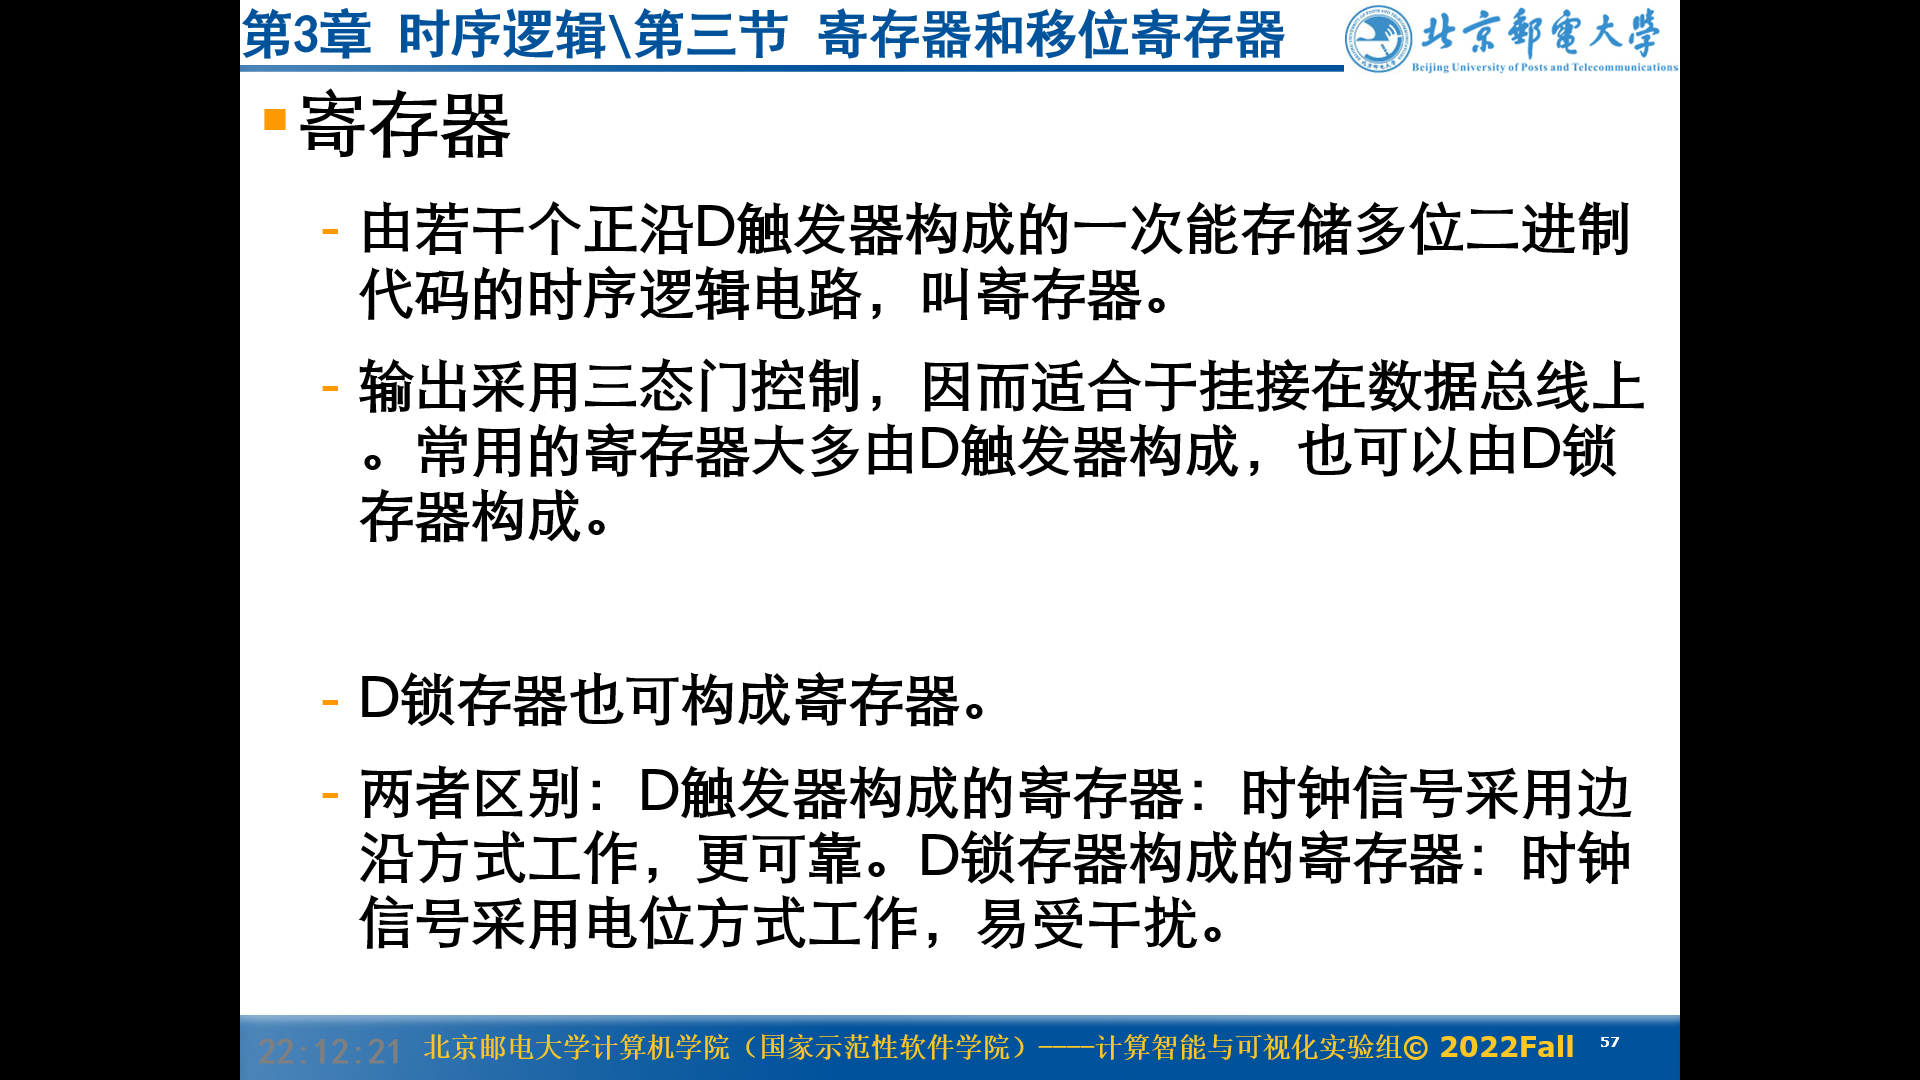 第3章 时序逻辑\第三节 寄存器和移位寄存器
北京邮电大学
Beijing University of Posts and Telecommunications
寄存器
- 由若干个正沿D触发器构成的一次能存储多位二进制
代码的时序逻辑电路，叫寄存器。
- 输出采用三态门控制，因而适合于挂接在数据总线上
。常用的寄存器大多由D触发器构成，也可以由D锁
存器构成。
- D锁存器也可构成寄存器。
- 两者区别：D触发器构成的寄存器：时钟信号采用边
沿方式工作，更可靠。D锁存器构成的寄存器：时钟
信号采用电位方式工作，易受干扰。
22:12:21 北京邮电大学计算机学院（国家示范性软件学院）——计算智能与可视化实验组© 2022Fall 57